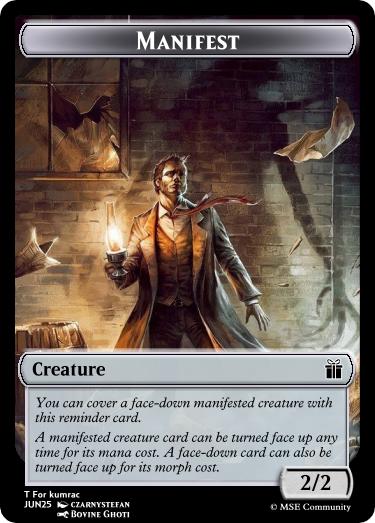 MANIFEST
Creature
You can cover a face-down manifested creature with
this reminder card.
A manifested creature card can be turned face up any
time for its mana cost. A face-down card can also be
turned face up for its morph cost.
2/2
T For kumrac
JUN25 CZARNYSTEFAN
BOVINE GHOTI
© MSE Community